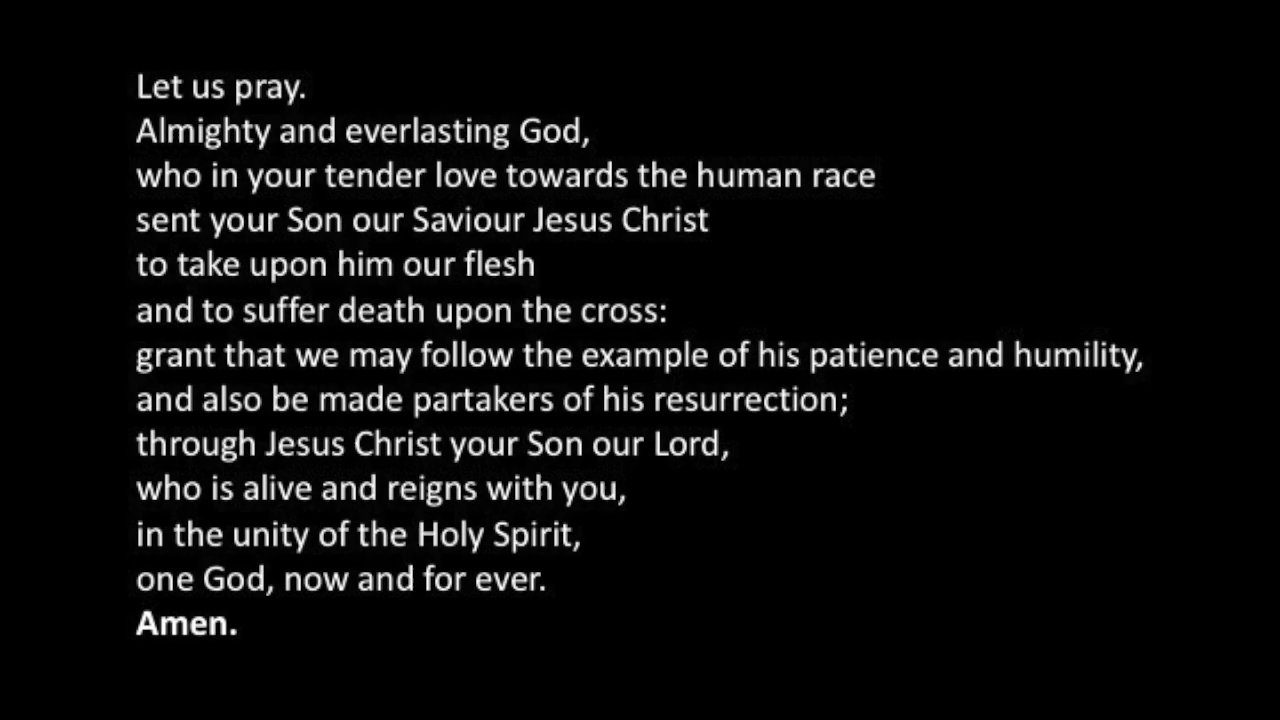 Let us pray.
Almighty and everlasting God,
who in your tender love towards the human race
sent your Son our Saviour Jesus Christ
to take upon him our flesh
and to suffer death upon the cross:
grant that we may follow the example of his patience and humility,
and also be made partakers of his resurrection;
through Jesus Christ your Son our Lord,
who is alive and reigns with you,
in the unity of the Holy Spirit,
one God, now and for ever.
Amen.